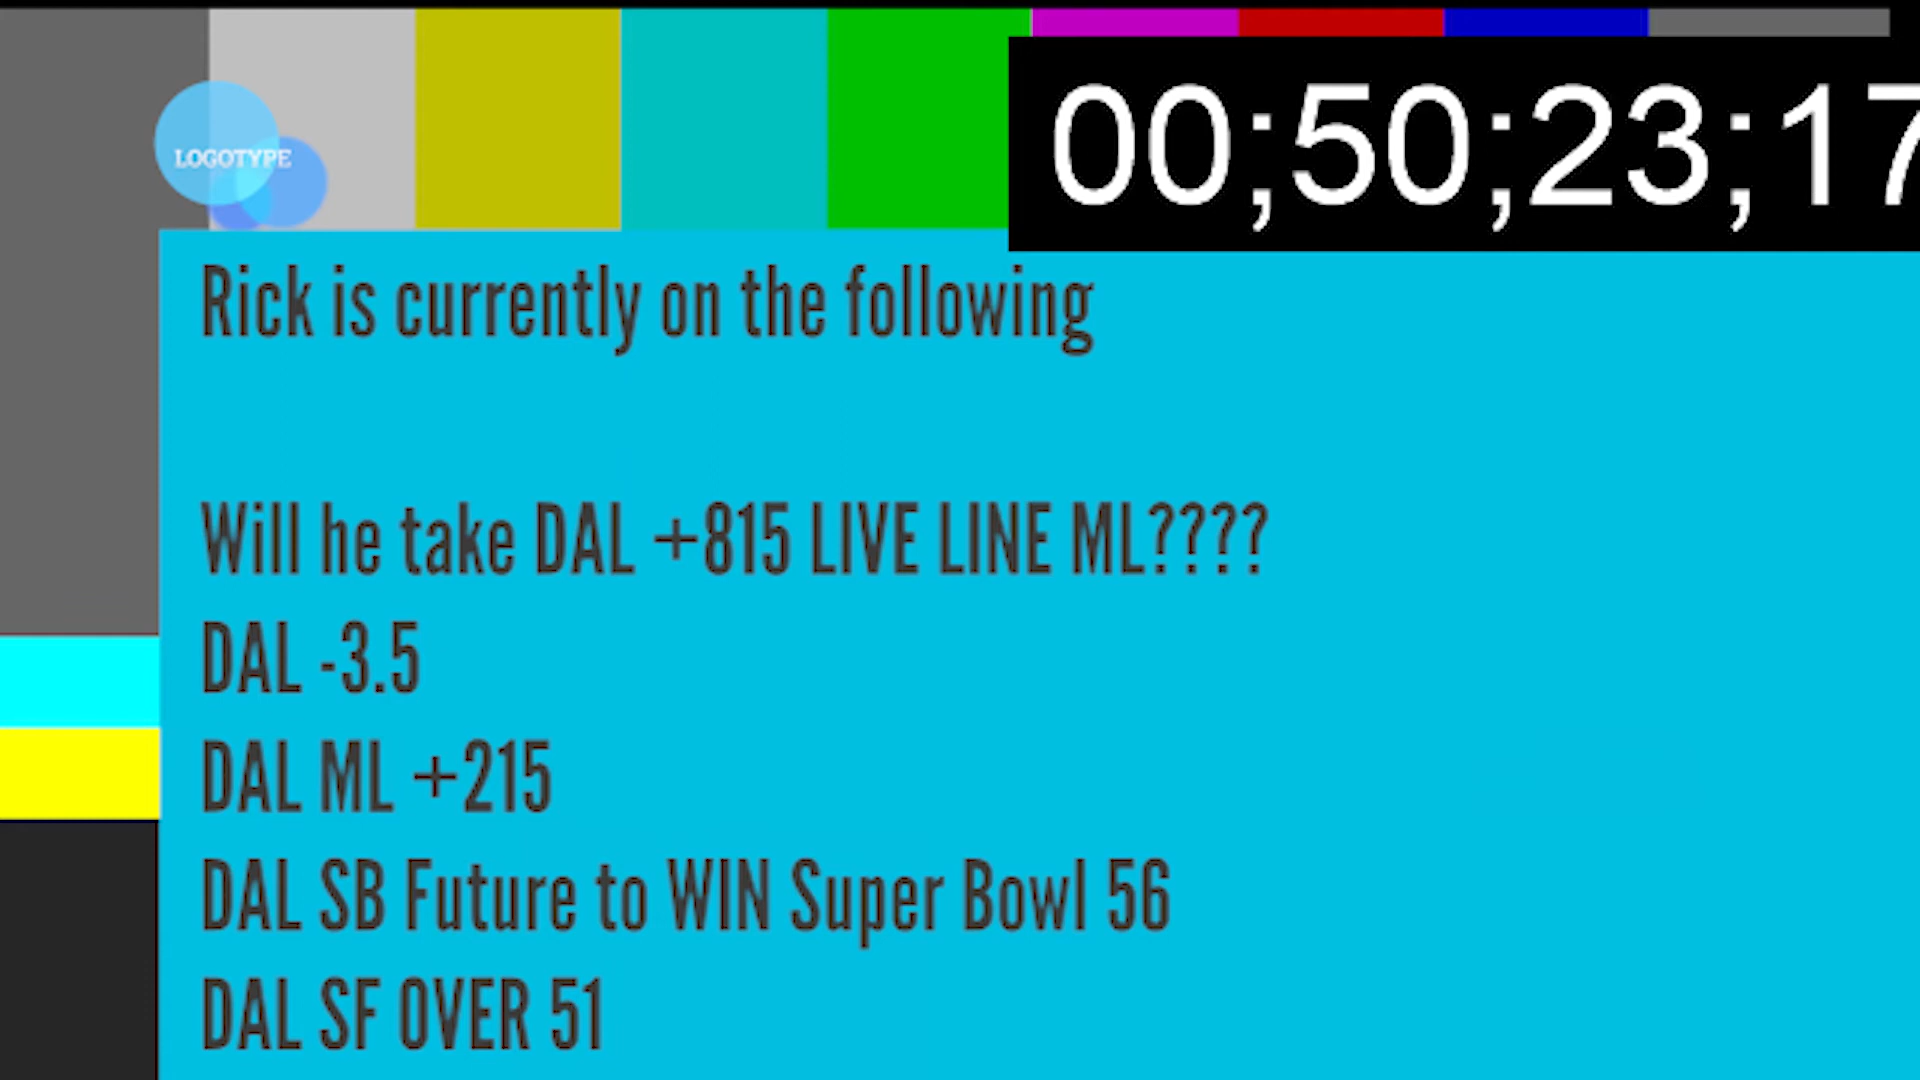 LOGOTYPE
00;50;23;17
Rick is currently on the following
Will he take DAL +815 LIVE LINE ML????
DAL -3.5
DAL ML +215
DAL SB Future to WIN Super Bowl 56
DAL SF OVER 51